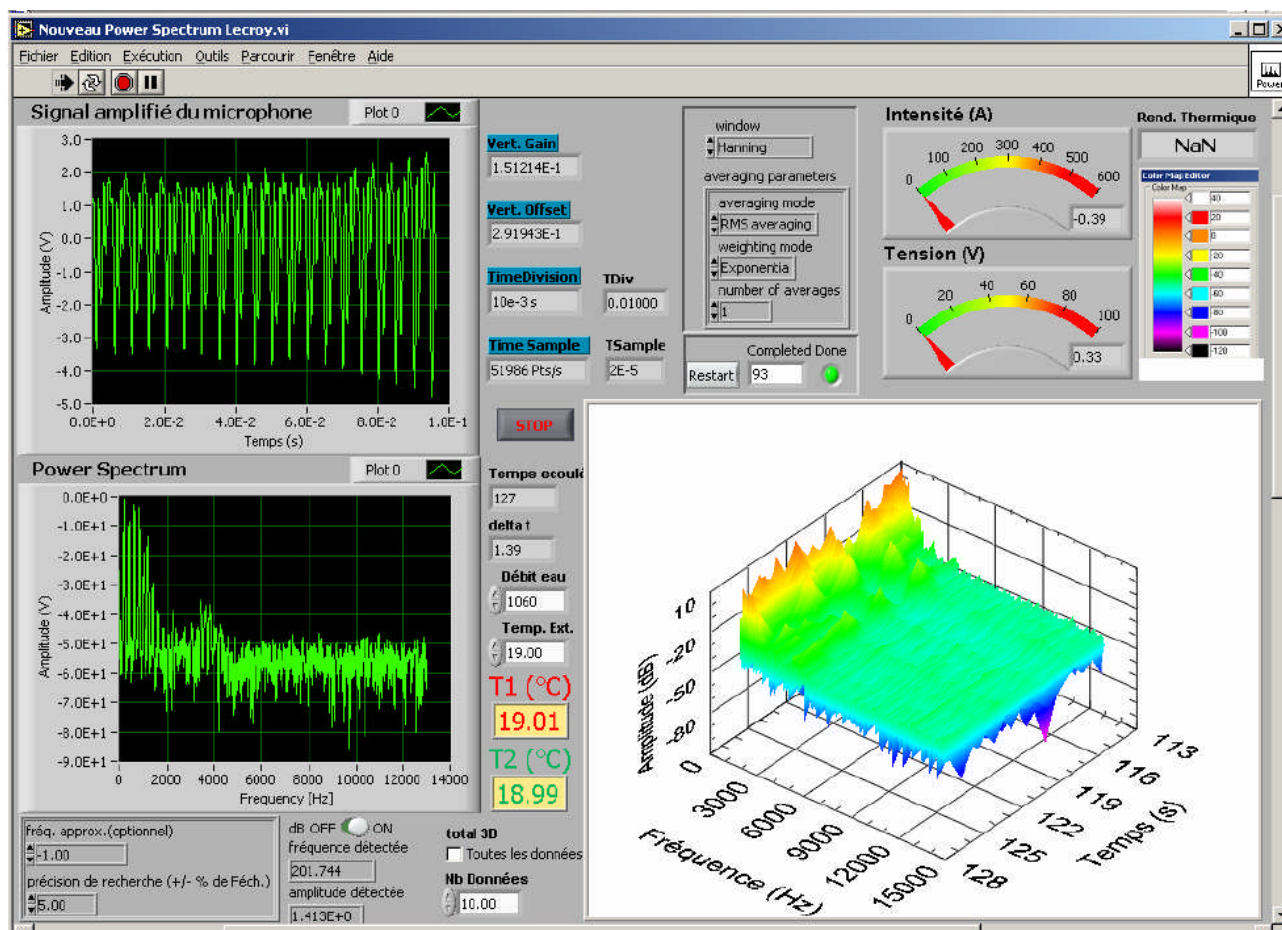 Nouveau Power Spectrum Lecroy.vi
Fichier Edition Exécution Outils Parcourir Fenêtre Aide
Power
Signal amplifié du microphone
Plot 0
3.0
2.0
1.0
0.0
-1.0
-2.0
-3.0
-4.0
-5.0
Amplitude (V)
0.0E+0 2.0E-2 4.0E-2 6.0E-2 8.0E-2 1.0E-1
Temps (s)
Vert. Gain
1.51214E-1
Vert. Offset
2.91943E-1
TimeDivision
10e-3 s
TDiv
0.01000
Time Sample
51986 Pts/s
TSample
2E-5
window
Hanning
averaging parameters
averaging mode
RMS averaging
weighting mode
Exponentia
number of averages
1
Completed Done
Restart
93
Intensité (A)
0 100 200 300 400 500 600
-0.39
Tension (V)
0 20 40 60 80 100
0.33
Rend. Thermique
NaN
Color Map Editor
Color Map
40
20
0
-20
-40
-60
-80
-100
-120
STOP
Power Spectrum
Plot 0
0.0E+0
-1.0E+1
-2.0E+1
-3.0E+1
-4.0E+1
-5.0E+1
-6.0E+1
-7.0E+1
-8.0E+1
-9.0E+1
Amplitude (V)
0 2000 4000 6000 8000 10000 12000 14000
Frequency [Hz]
Temps ecoulé
127
delta t
1.39
Débit eau
1060
Temp. Ext.
19.00
T1 (°C)
19.01
T2 (°C)
18.99
10
-20
-50
-80
Amplitude (dB)
0 3000 6000 9000 12000 15000
Fréquence (Hz)
128 125 122 119 116 113
Temps (s)
fréq. approx.(optionnel)
-1.00
précision de recherche (+/- % de Féch.)
5.00
dB OFF ON
fréquence détectée
201.744
amplitude détectée
1.413E+0
total 3D
Toutes les données
Nb Données
10.00